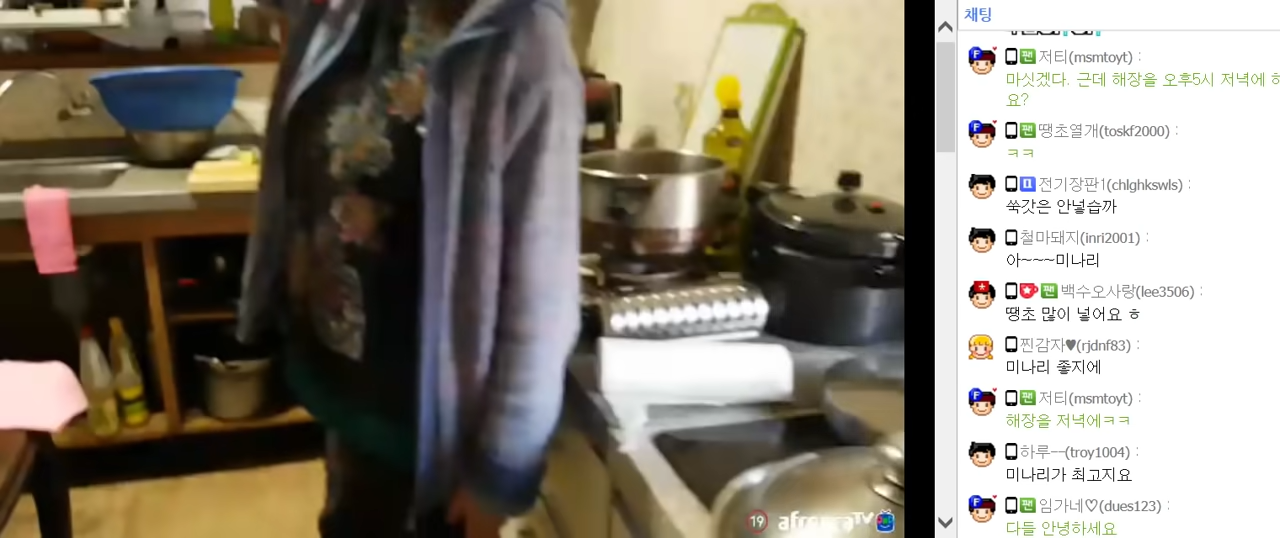 채팅
팬 저티(msmtoyt) :
마싯겠다. 근데 해장을 오후5시 저녁에
요?
팬 땡초열개(toskf2000) :
ㅋㅋ
전기장판1(chlghkswls) :
쑥갓은 안넣습까
철마돼지(inri2001) :
아~~~미나리
팬 백수오사랑(lee3506) :
땡초 많이 넣어요 ㅎ
찐감자♥(rjdnf83) :
미나리 좋지에
팬 저티(msmtoyt) :
해장을 저녁에ㅋㅋ
하루--(troy1004) :
미나리가 최고지요
팬 임가네♡(dues123) :
다들 안녕하세요
19 afreecaTV